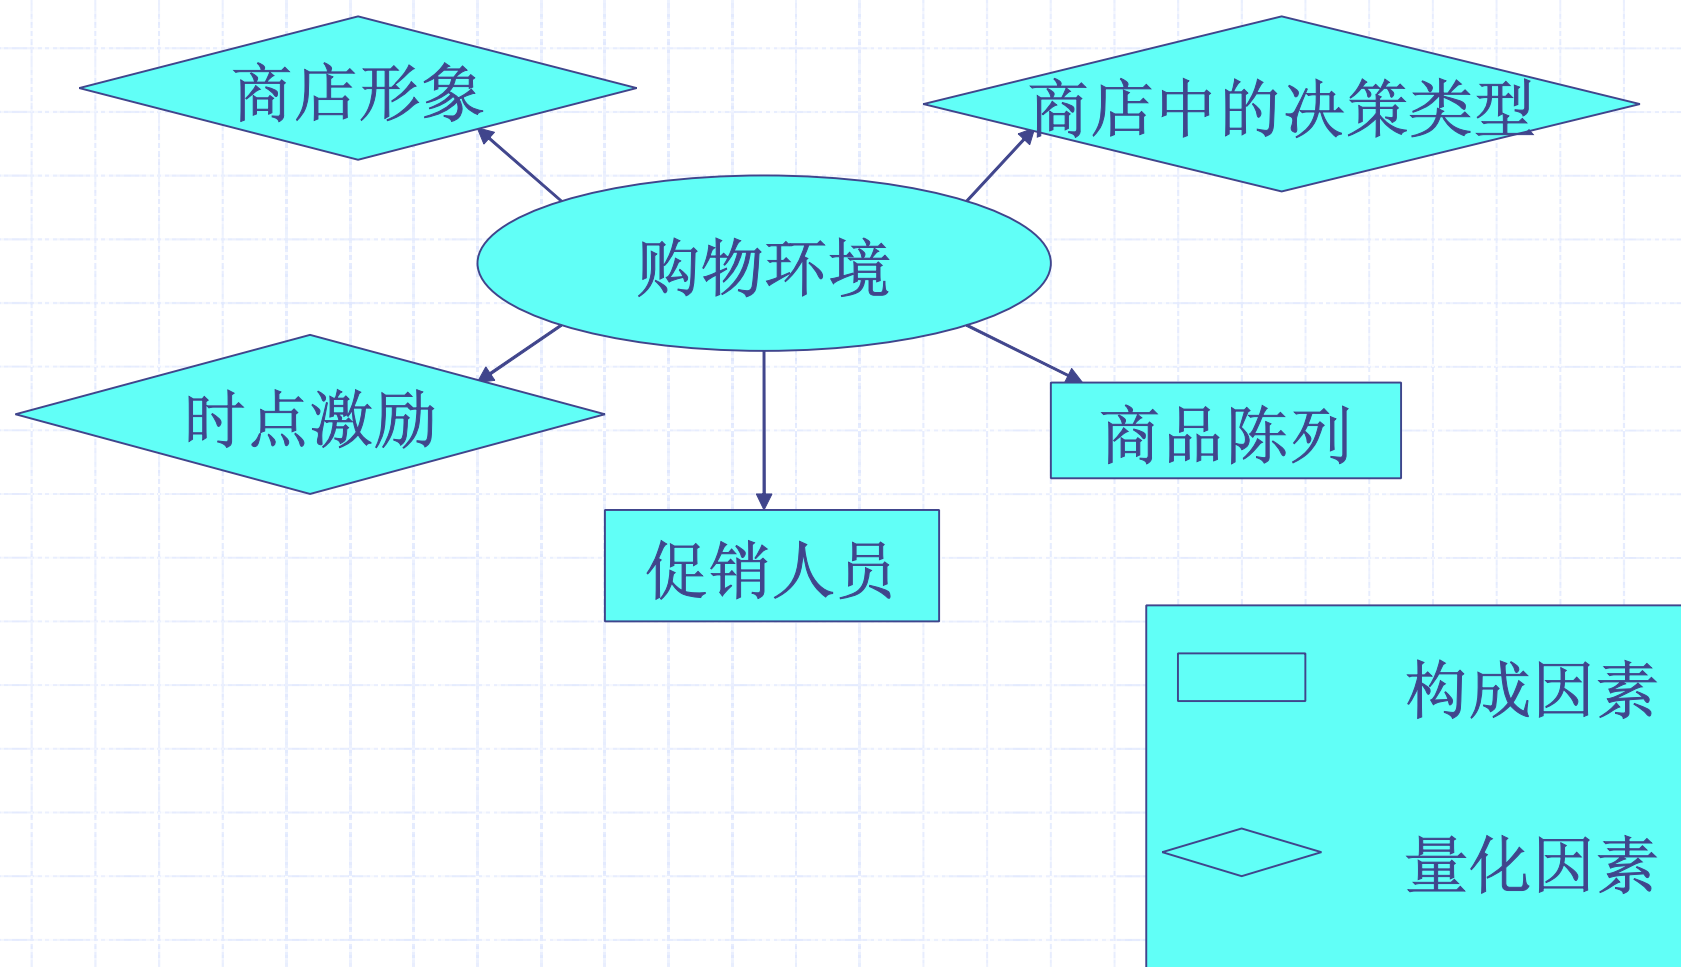 商店形象
商店中的决策类型
购物环境
时点激励
商品陈列
促销人员
构成因素
量化因素